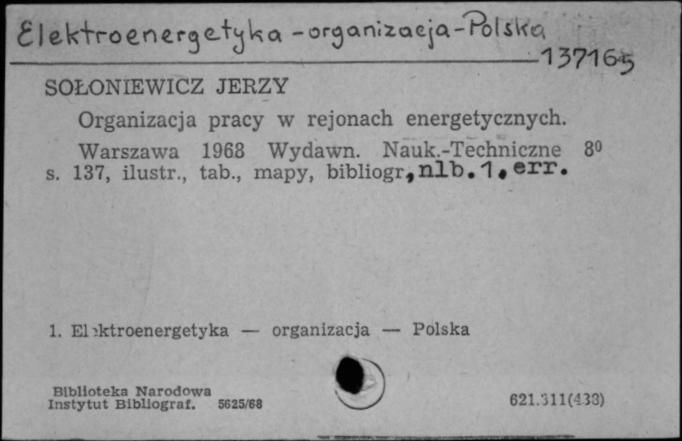 Elektroenergetyka - organizacja - Polska
137165
SOŁONIEWICZ JERZY
Organizacja pracy w rejonach energetycznych.
Warszawa 1968 Wydawn. Nauk.-Techniczne 8⁰
s. 137, ilustr., tab., mapy, bibliogr, nlb. 1, err.
1. Elektroenergetyka — organizacja — Polska
Biblioteka Narodowa
Instytut Bibliograf. 5625/68
621.311(438)